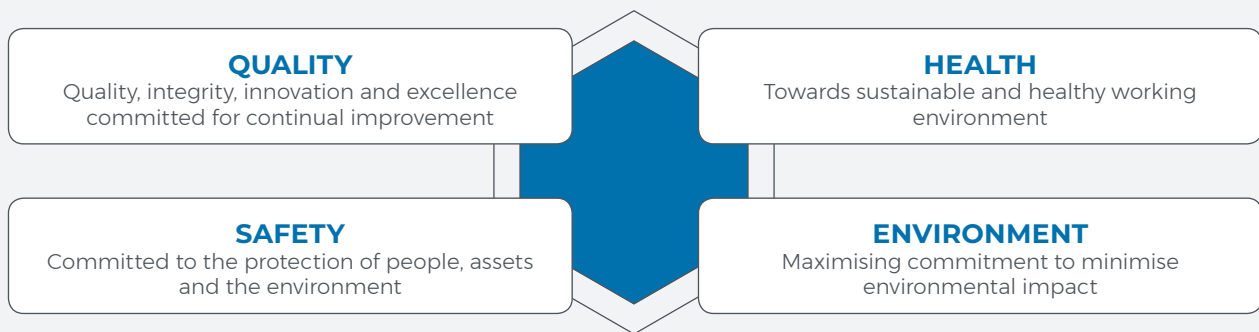 QUALITY
Quality, integrity, innovation and excellence
committed for continual improvement
HEALTH
Towards sustainable and healthy working
environment
SAFETY
Committed to the protection of people, assets
and the environment
ENVIRONMENT
Maximising commitment to minimise
environmental impact